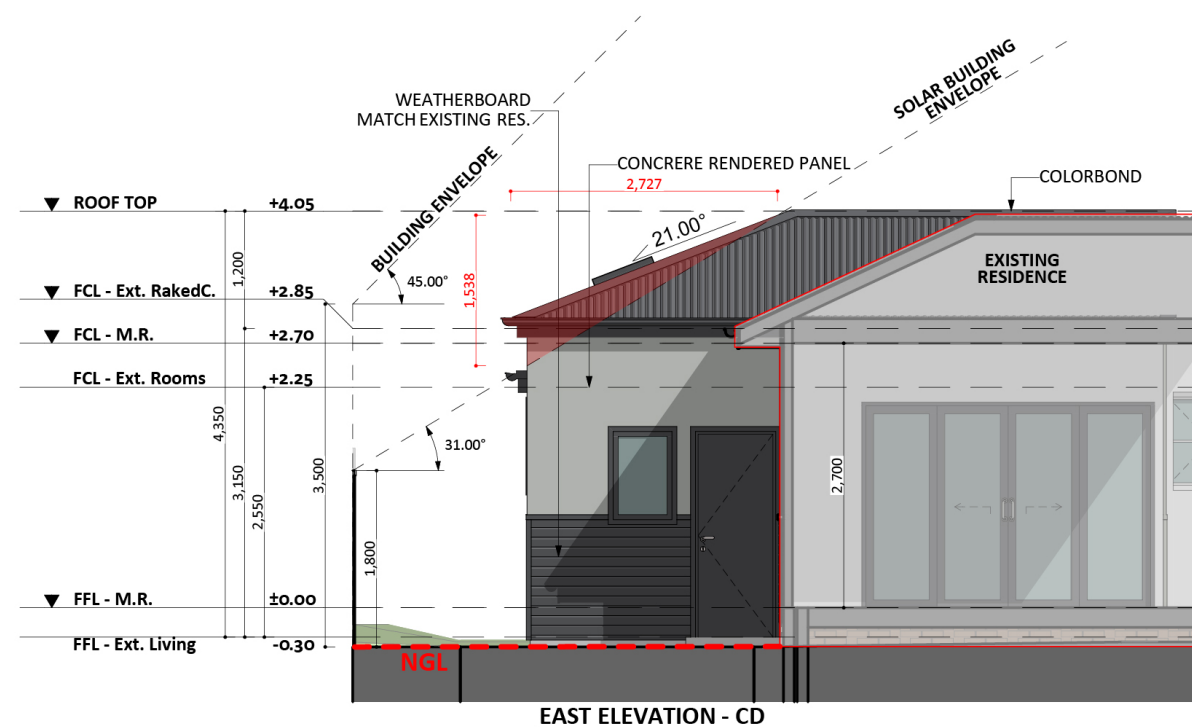 SOLAR BUILDING
ENVELOPE
WEATHERBOARD
MATCH EXISTING RES.
BUILDING ENVELOPE
CONCRERE RENDERED PANEL
2,727
COLORBOND
ROOF TOP +4.05
21.00°
EXISTING
RESIDENCE
1,200
45.00°
1,538
FCL - Ext. RakedC. +2.85
FCL - M.R. +2.70
FCL - Ext. Rooms +2.25
4,350
3,150
2,550
3,500
31.00°
1,800
2,700
FFL - M.R. ±0.00
FFL - Ext. Living -0.30
NGL
EAST ELEVATION - CD